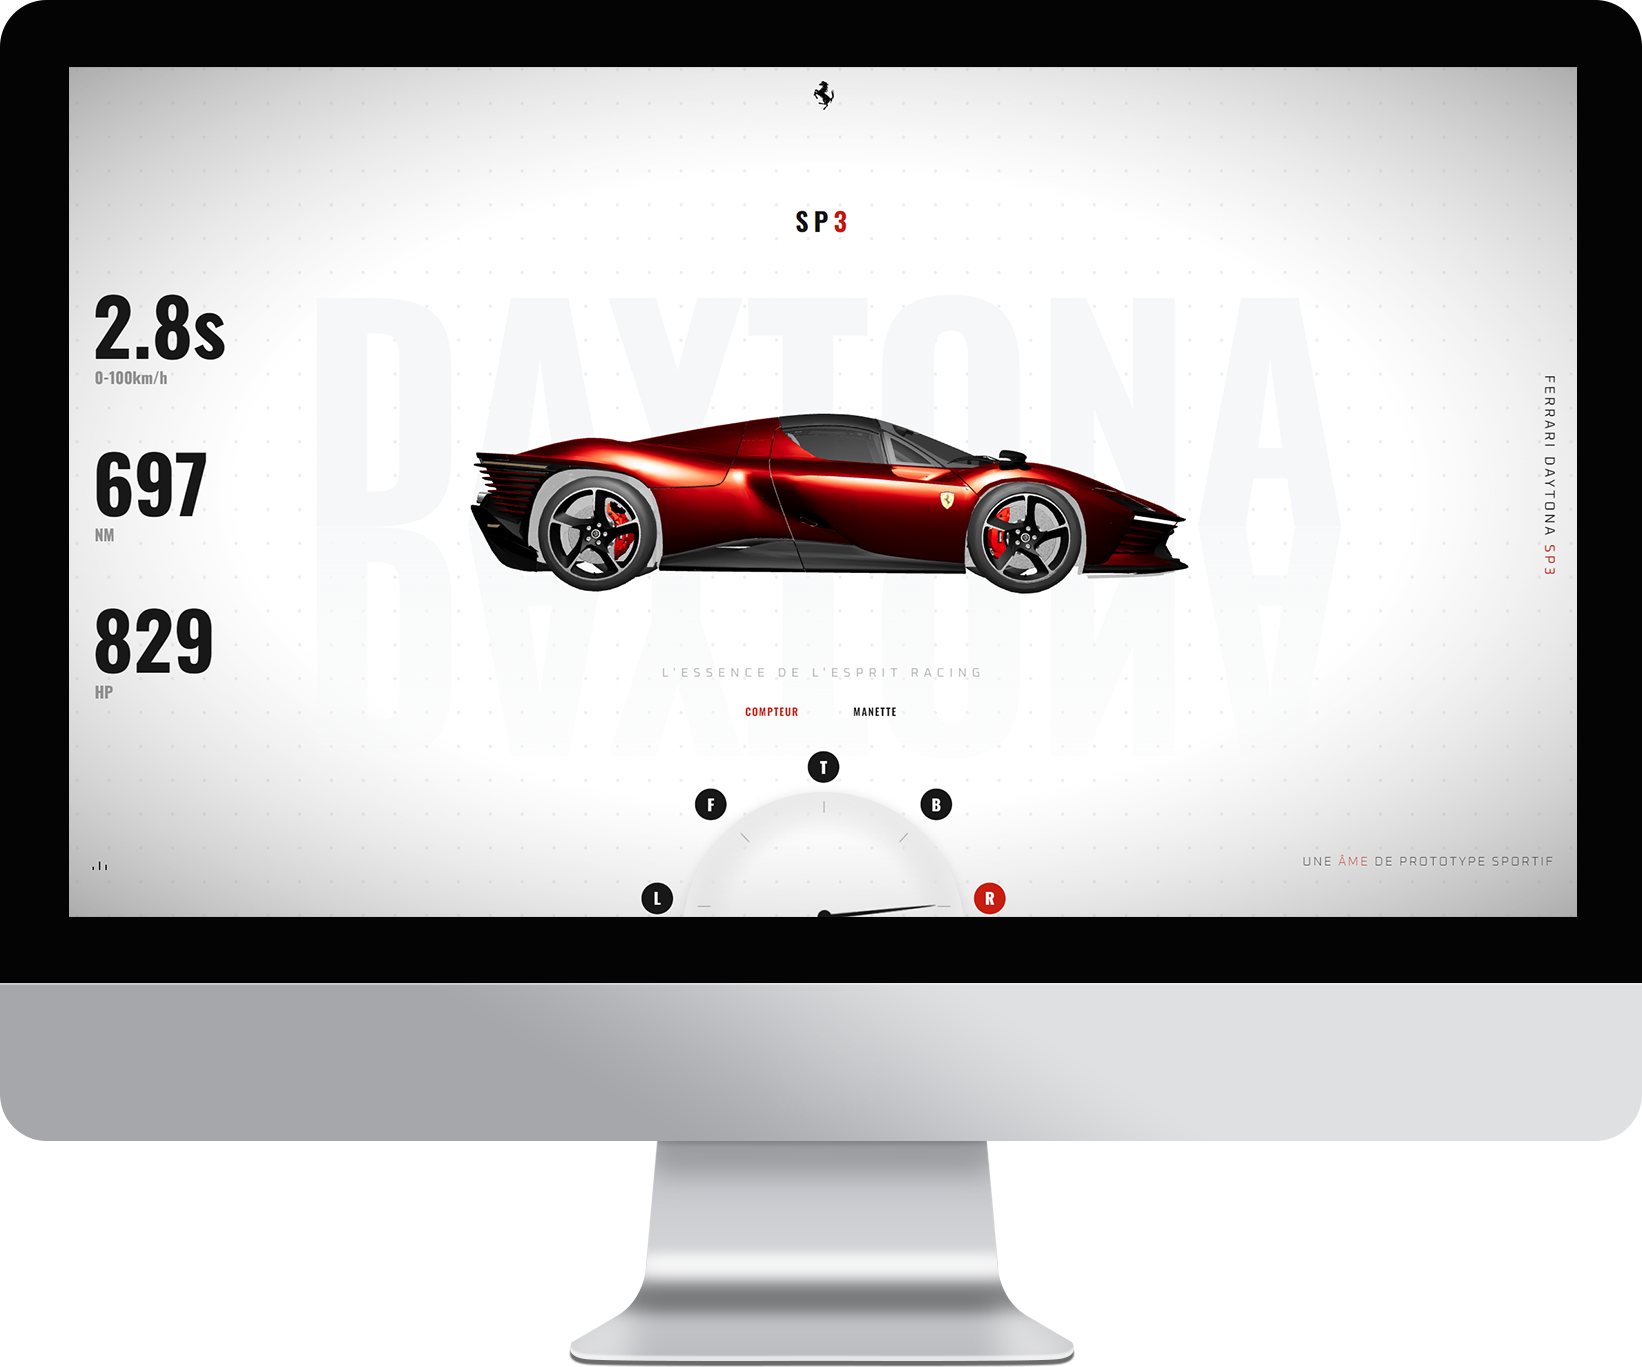 SP3
DAYTONA
2.8s
0-100km/h
697
NM
829
HP
FERRARI DAYTONA SP3
L'ESSENCE DE L'ESPRIT RACING
COMPTEUR MANETTE
T
F B
L R
UNE ÂME DE PROTOTYPE SPORTIF